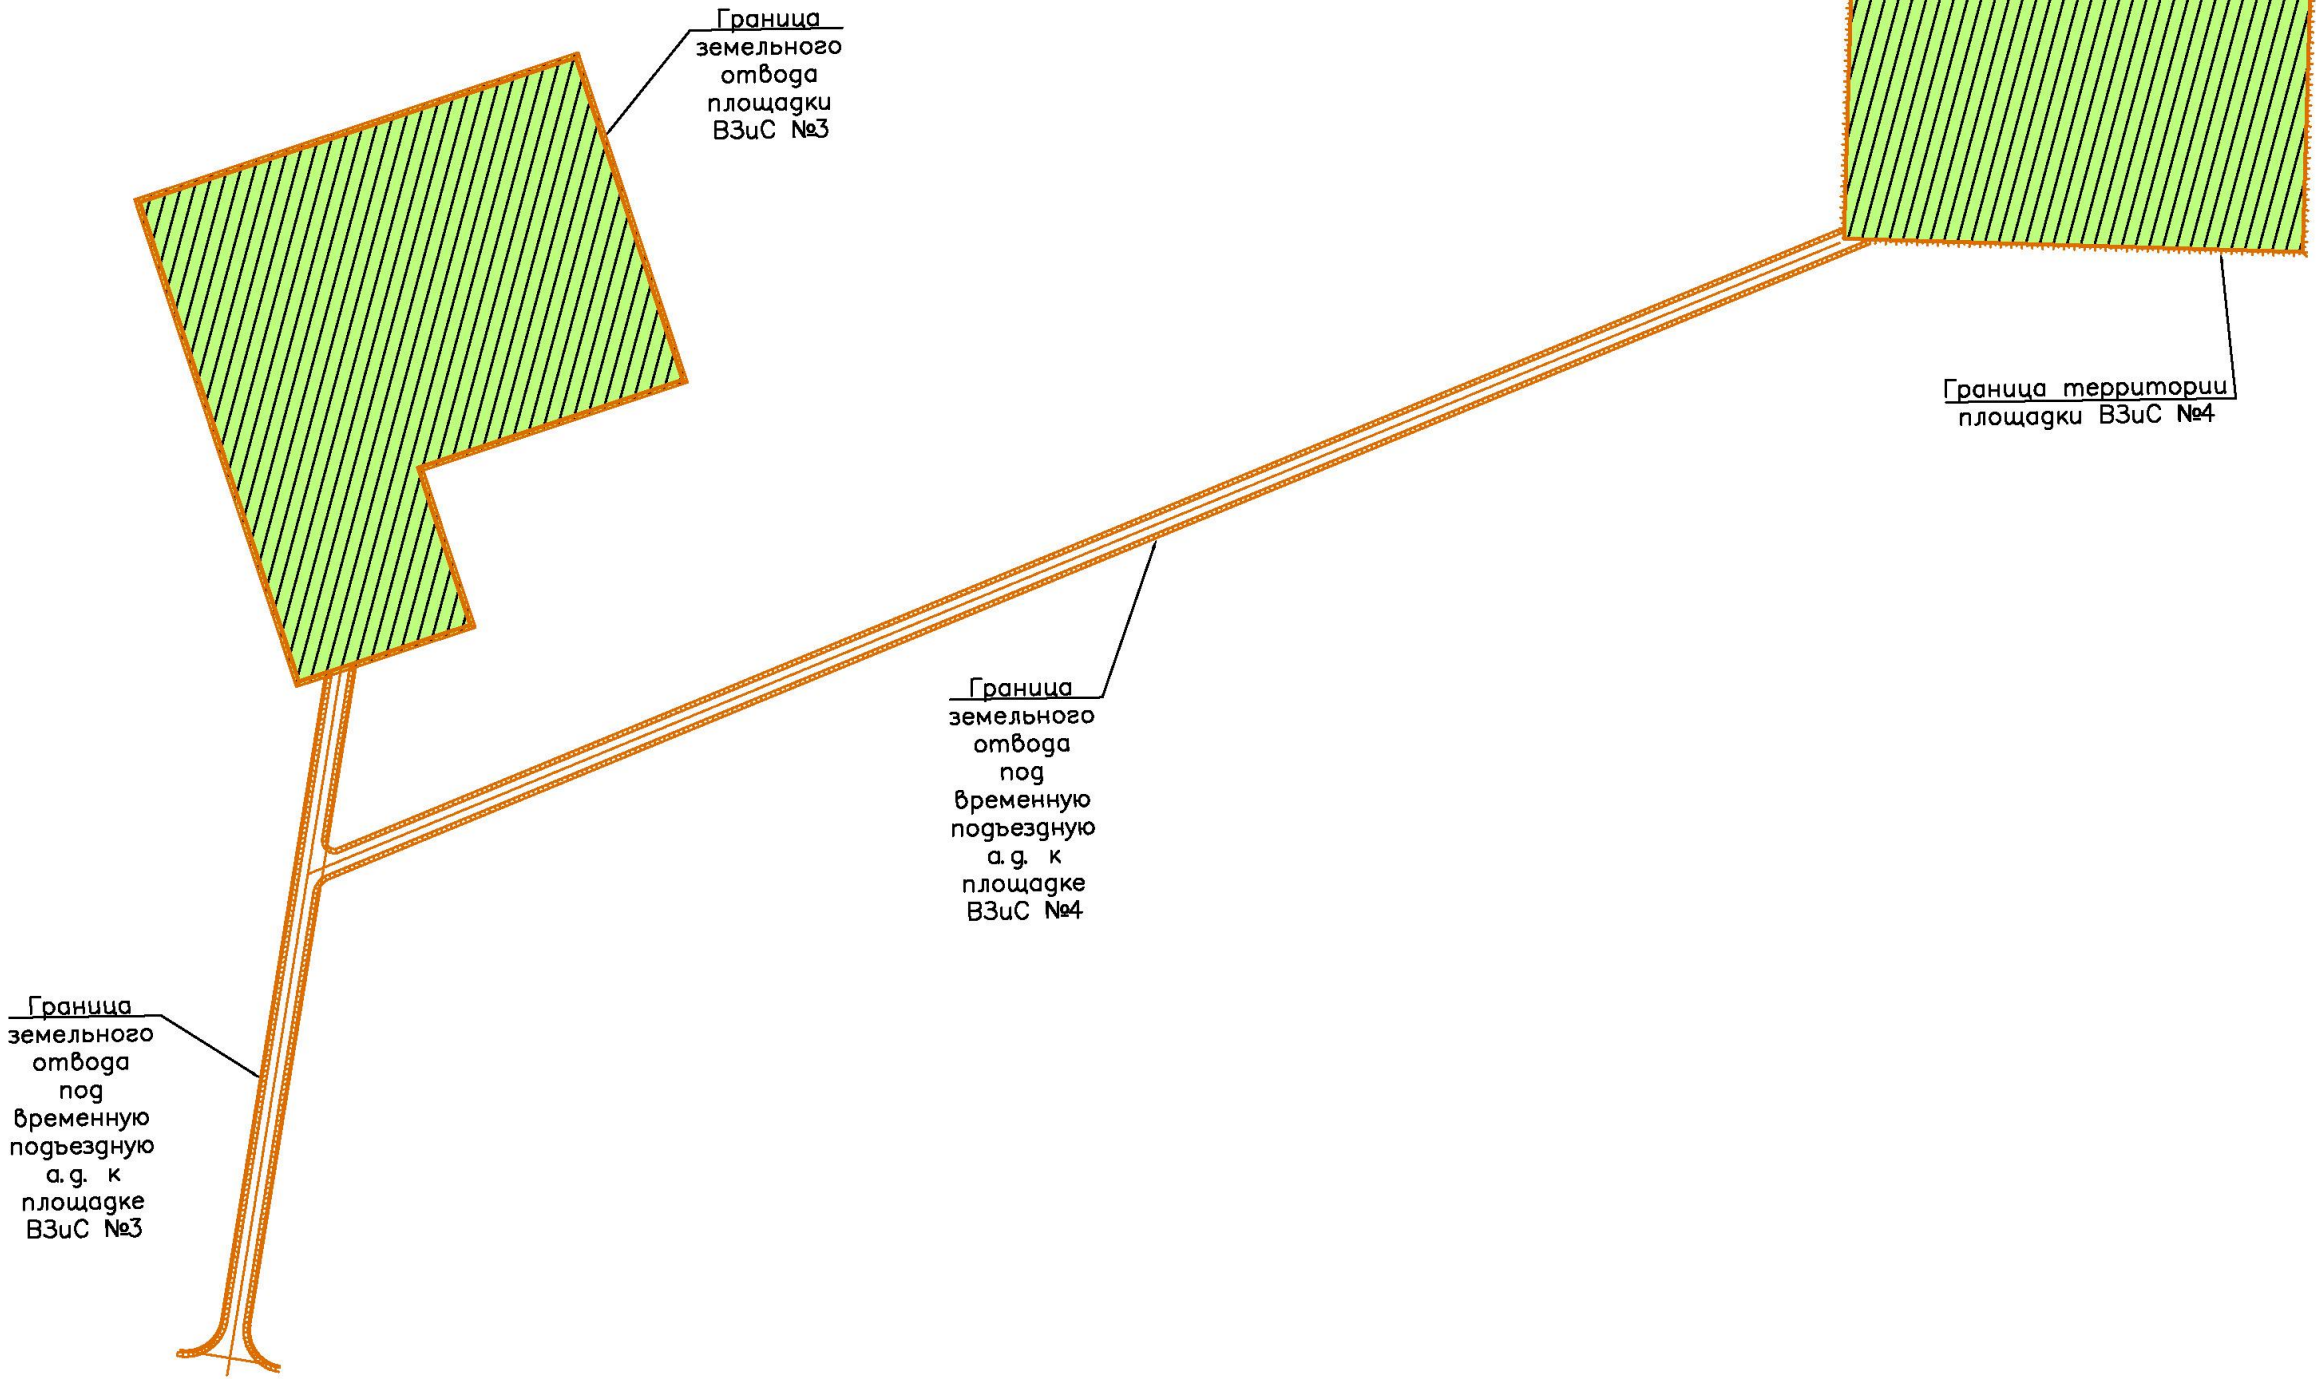 Граница
земельного
отвода
площадки
ВЗиС №3
Граница территории
площадки ВЗиС №4
Граница
земельного
отвода
под
временную
подъездную
а.д. к
площадке
ВЗиС №4
Граница
земельного
отвода
под
временную
подъездную
а.д. к
площадке
ВЗиС №3